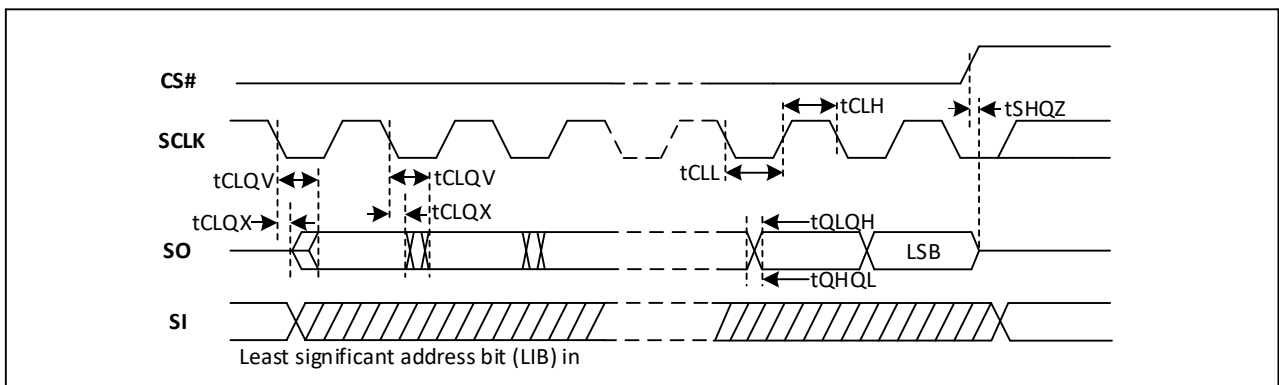 CS#
tCLH
tSHQZ
SCLK
tCLL
tCLQV
tCLQV
tCLQX
tCLQX
tQLQH
SO
LSB
tQHQL
SI
Least significant address bit (LIB) in